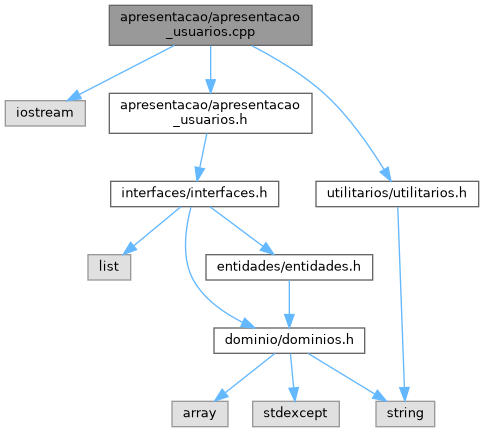 apresentacao/apresentacao
_usuarios.cpp
iostream
apresentacao/apresentacao
_usuarios.h
interfaces/interfaces.h
utilitarios/utilitarios.h
list
entidades/entidades.h
dominio/dominios.h
array
stdexcept
string